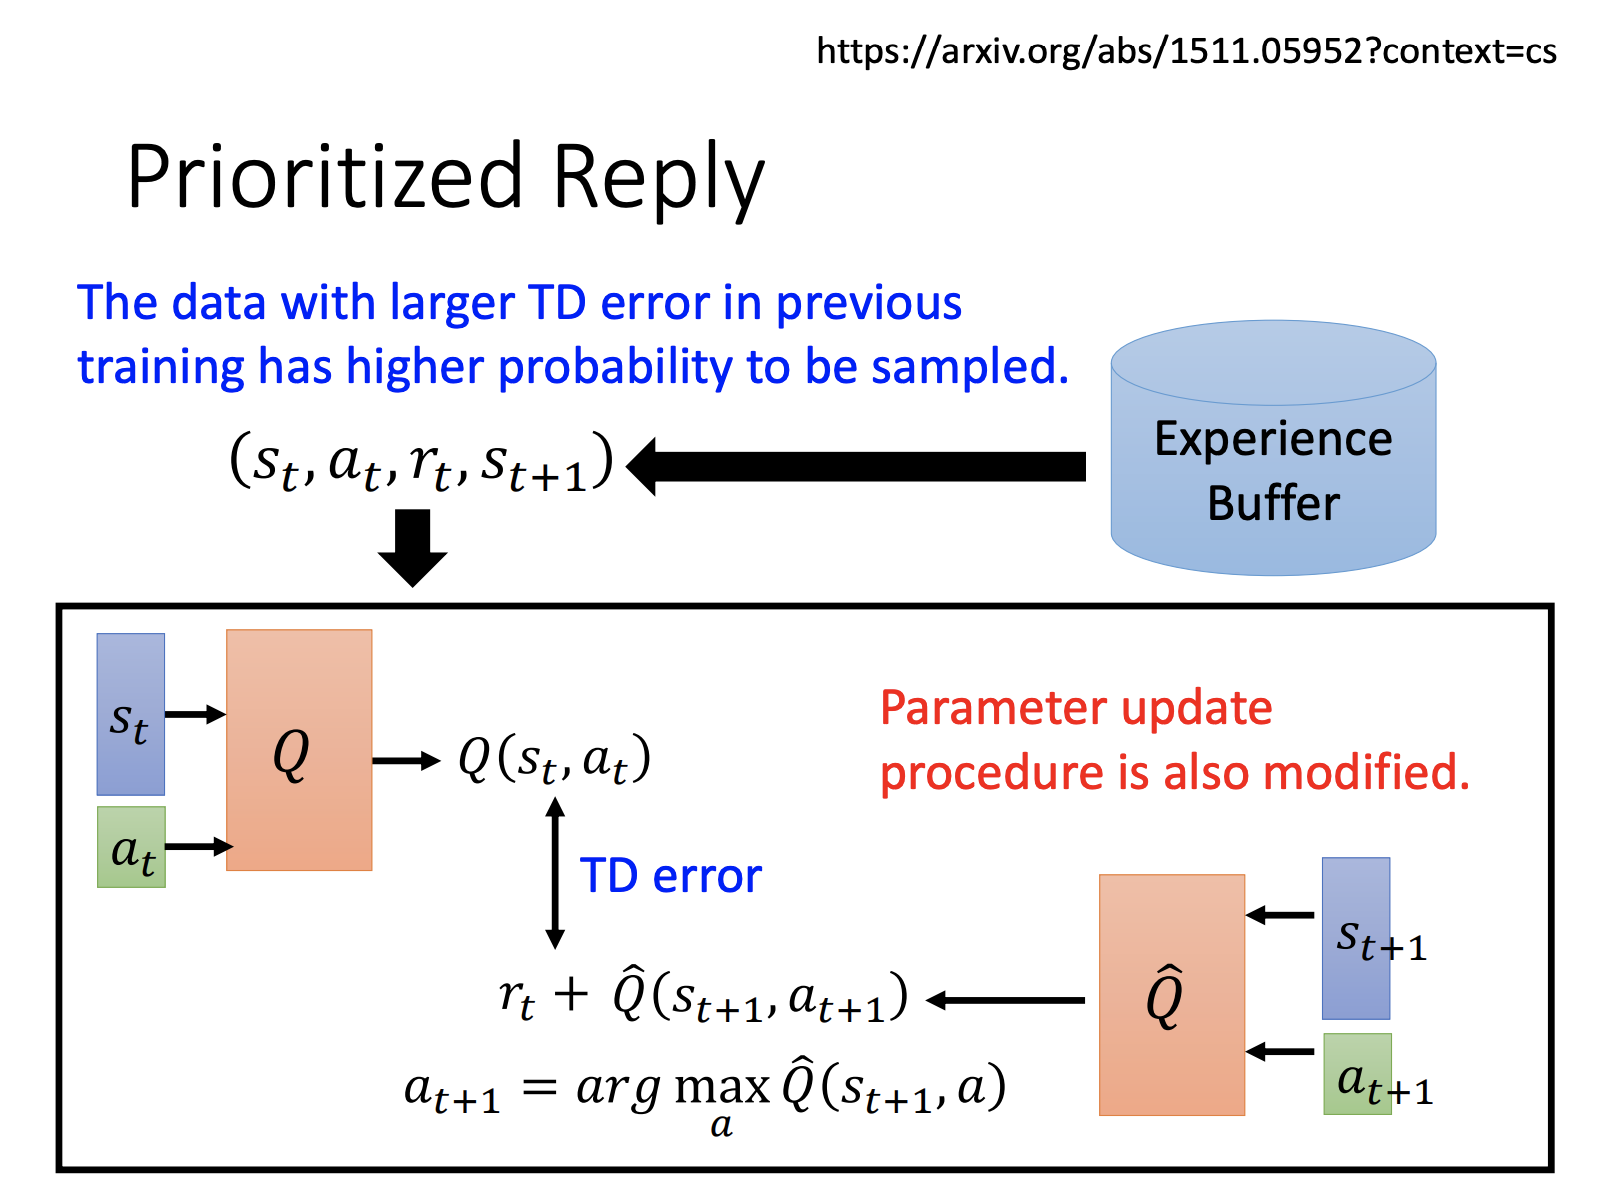 https://arxiv.org/abs/1511.05952?context=cs
Prioritized Reply
The data with larger TD error in previous
training has higher probability to be sampled.
(s_t, a_t, r_t, s_{t+1})
Experience
Buffer
s_t
a_t
Q
Q(s_t, a_t)
Parameter update
procedure is also modified.
TD error
r_t + Q̂(s_{t+1}, a_{t+1})
Q̂
s_{t+1}
a_{t+1}
a_{t+1} = arg max_a Q̂(s_{t+1}, a)